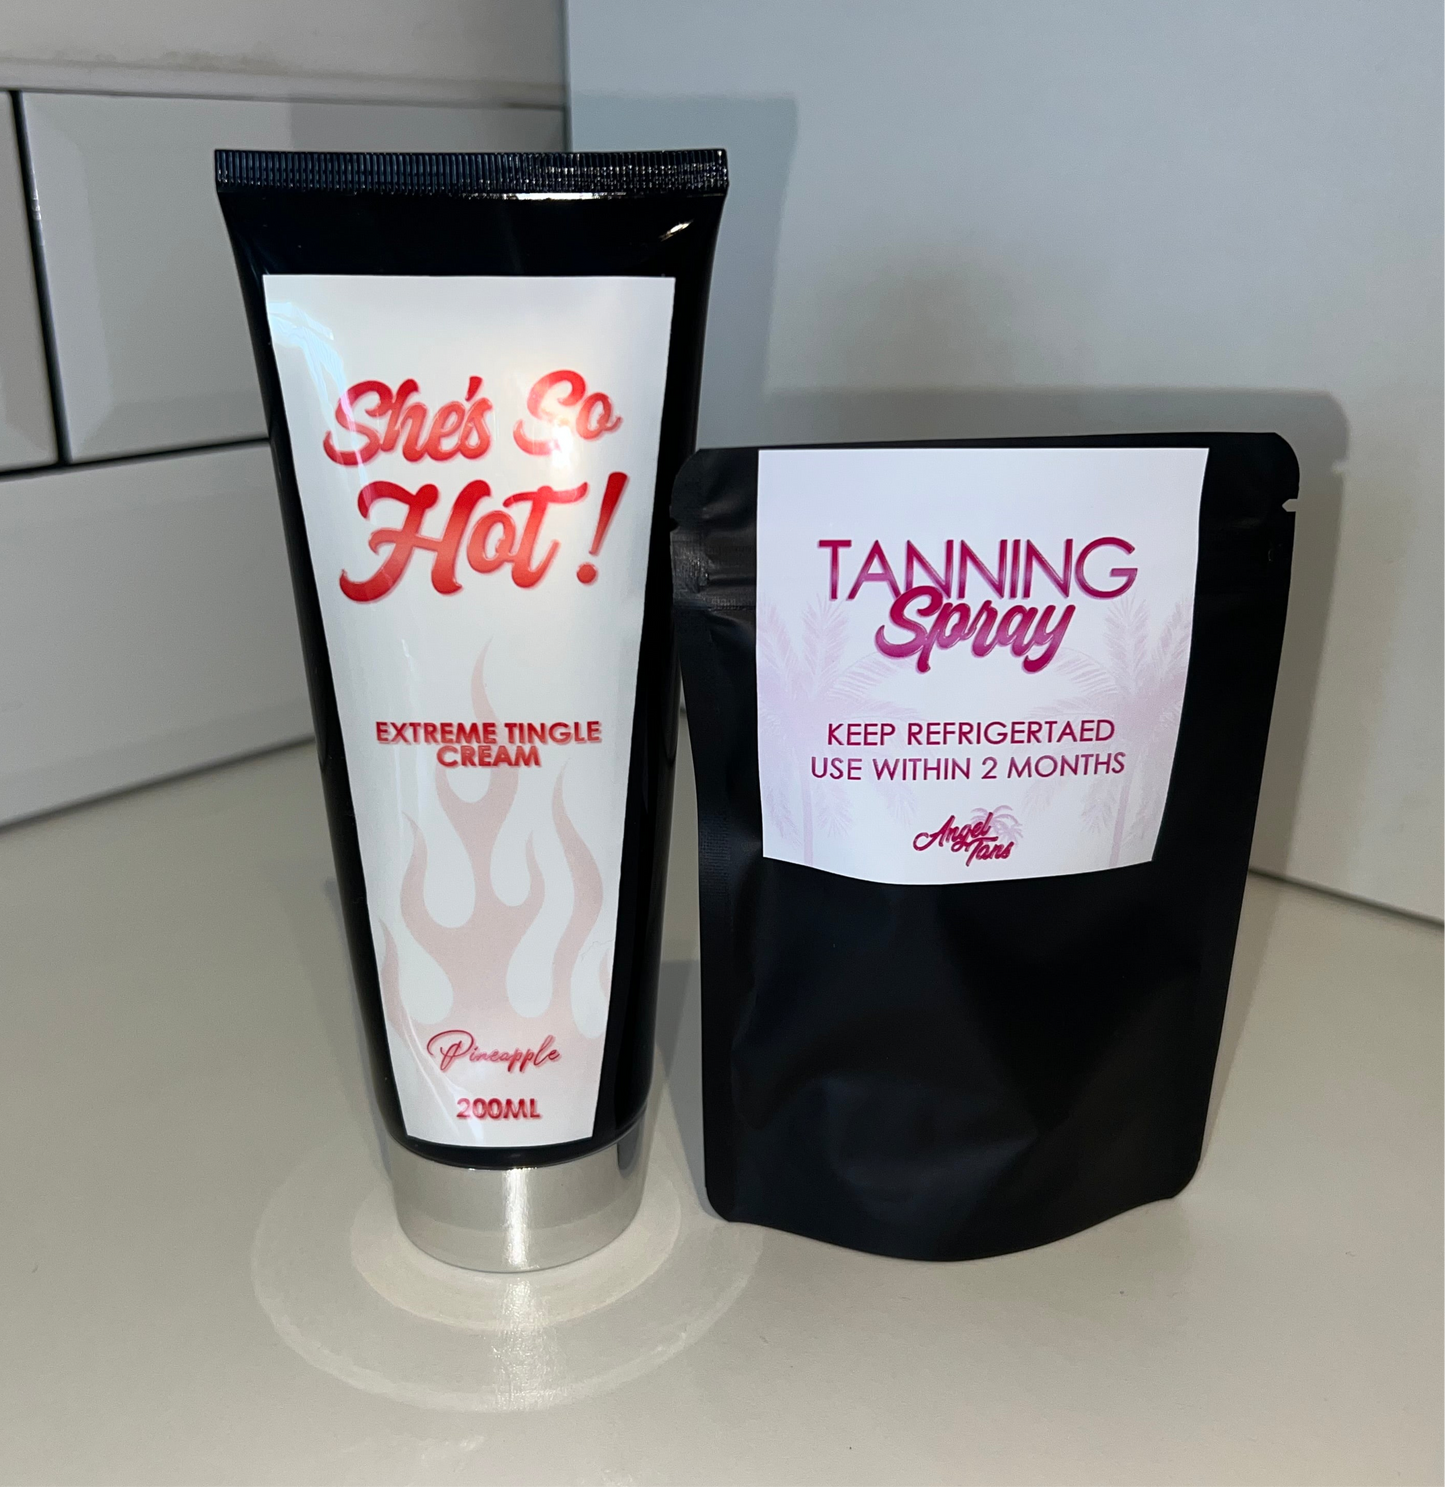 She's So
Hot!
EXTREME TINGLE
CREAM
Pineapple
200ML
TANNING
Spray
KEEP REFRIGERTAED
USE WITHIN 2 MONTHS
Angel
Tans